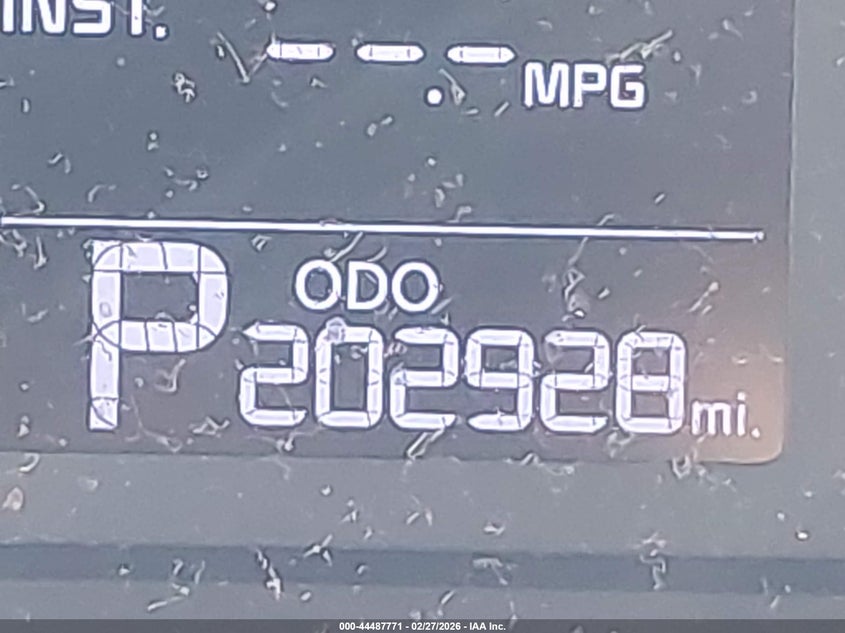 INST.
--.- MPG
ODO
P 202928 mi.
000-44487771 - 02/27/2026 - IAA Inc.